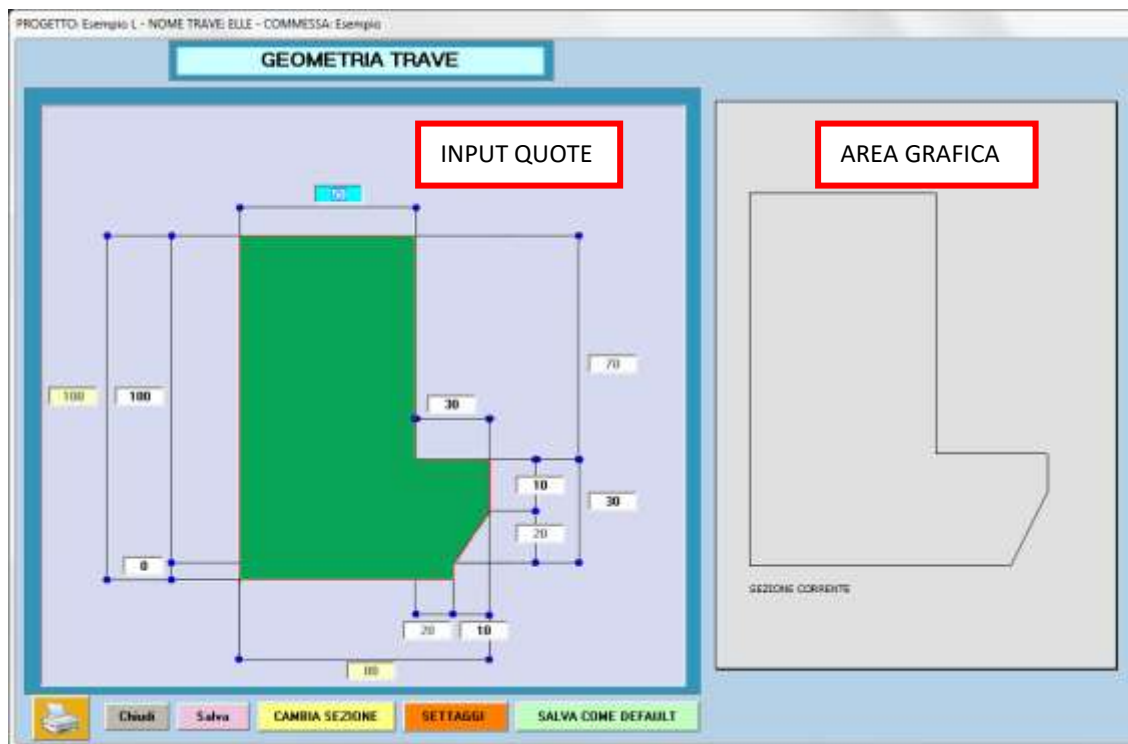 PROGETTO: Esempio L - NOME TRAVE: ELLE - COMMESSA: Esempio
GEOMETRIA TRAVE
INPUT QUOTE
AREA GRAFICA
50
70
100
100
30
10
30
20
0
20
10
80
SEZIONE CORRENTE
Chiudi
Salva
CAMBIA SEZIONE
SETTAGGI
SALVA COME DEFAULT